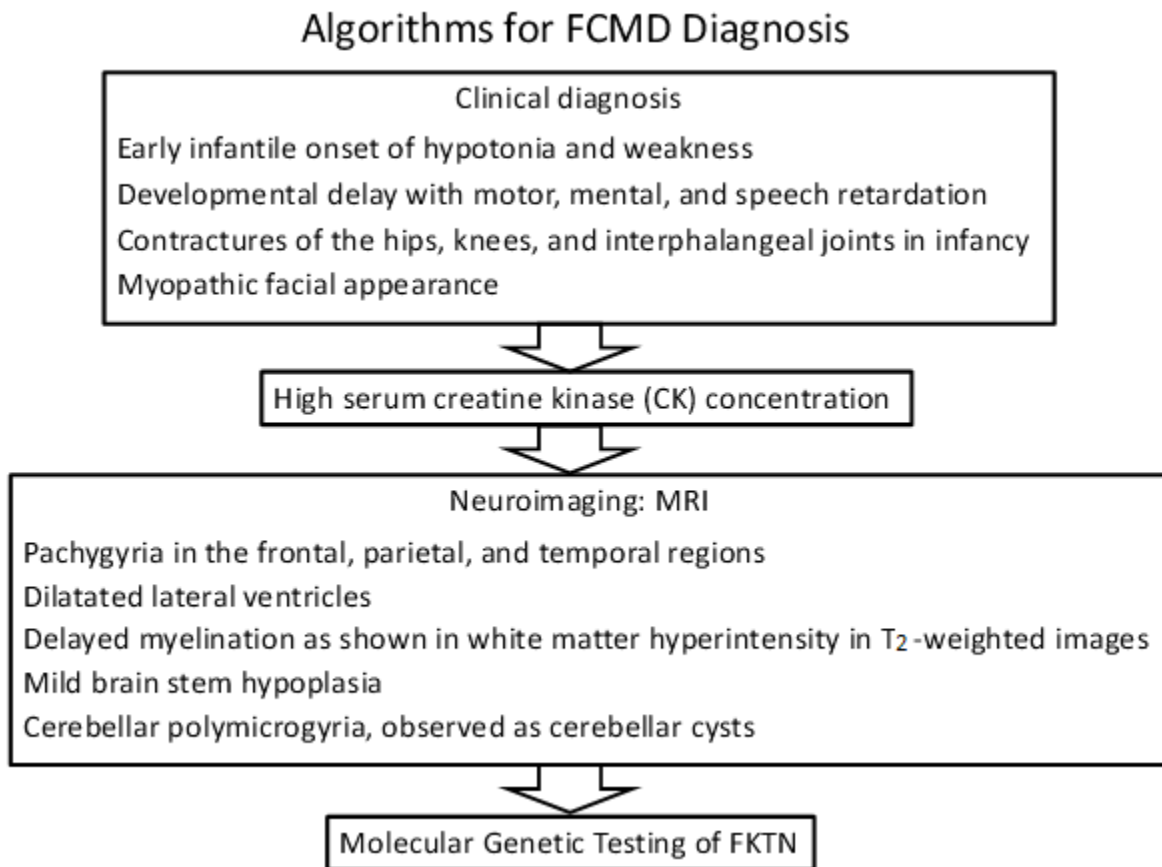 Algorithms for FCMD Diagnosis
Clinical diagnosis
Early infantile onset of hypotonia and weakness
Developmental delay with motor, mental, and speech retardation
Contractures of the hips, knees, and interphalangeal joints in infancy
Myopathic facial appearance
High serum creatine kinase (CK) concentration
Neuroimaging: MRI
Pachygyria in the frontal, parietal, and temporal regions
Dilatated lateral ventricles
Delayed myelination as shown in white matter hyperintensity in T2-weighted images
Mild brain stem hypoplasia
Cerebellar polymicrogyria, observed as cerebellar cysts
Molecular Genetic Testing of FKTN